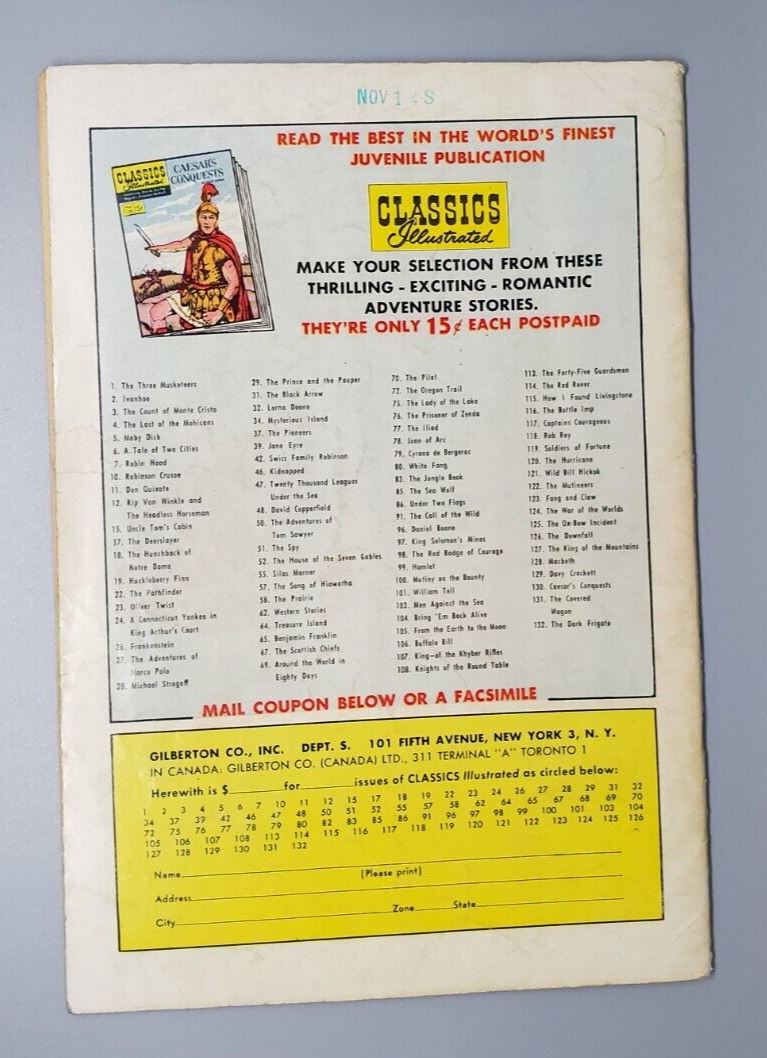 NOV 1
READ THE BEST IN THE WORLD'S FINEST
JUVENILE PUBLICATION
CLASSICS
Illustrated
CAESAR'S
CONQUESTS
CLASSICS
Illustrated
15¢
MAKE YOUR SELECTION FROM THESE
THRILLING - EXCITING - ROMANTIC
ADVENTURE STORIES.
THEY'RE ONLY 15¢ EACH POSTPAID
1. The Three Musketeers
2. Ivanhoe
3. The Count of Monte Cristo
4. The Last of the Mohicans
5. Moby Dick
6. A Tale of Two Cities
7. Robin Hood
10. Robinson Crusoe
11. Don Quixote
12. Rip Van Winkle and
The Headless Horseman
15. Uncle Tom's Cabin
17. The Deerslayer
18. The Hunchback of
Notre Dame
19. Huckleberry Finn
22. The Pathfinder
23. Oliver Twist
24. A Connecticut Yankee in
King Arthur's Court
26. Frankenstein
27. The Adventures of
Marco Polo
28. Michael Strogoff
29. The Prince and the Pauper
31. The Black Arrow
32. Lorna Doone
34. Mysterious Island
37. The Pioneers
39. Jane Eyre
42. Swiss Family Robinson
46. Kidnapped
47. Twenty Thousand Leagues
Under the Sea
48. David Copperfield
50. The Adventures of
Tom Sawyer
51. The Spy
52. The House of the Seven Gables
55. Silas Marner
57. The Song of Hiawatha
58. The Prairie
62. Western Stories
64. Treasure Island
65. Benjamin Franklin
67. The Scottish Chiefs
69. Around the World in
Eighty Days
70. The Pilot
72. The Oregon Trail
75. The Lady of the Lake
76. The Prisoner of Zenda
77. The Iliad
78. Joan of Arc
79. Cyrano de Bergerac
80. White Fang
83. The Jungle Book
85. The Sea Wolf
86. Under Two Flags
91. The Call of the Wild
96. Daniel Boone
97. King Solomon's Mines
98. The Red Badge of Courage
99. Hamlet
100. Mutiny on the Bounty
101. William Tell
103. Men Against the Sea
104. Bring 'Em Back Alive
105. From the Earth to the Moon
106. Buffalo Bill
107. King—of the Khyber Rifles
108. Knights of the Round Table
113. The Forty-Five Guardsmen
114. The Red Rover
115. How I Found Livingstone
116. The Bottle Imp
117. Captains Courageous
118. Rob Roy
119. Soldiers of Fortune
120. The Hurricane
121. Wild Bill Hickok
122. The Mutineers
123. Fang and Claw
124. The War of the Worlds
125. The Ox-Bow Incident
126. The Downfall
127. The King of the Mountains
128. Macbeth
129. Davy Crockett
130. Caesar's Conquests
131. The Covered
Wagon
132. The Dark Frigate
MAIL COUPON BELOW OR A FACSIMILE
GILBERTON CO., INC. DEPT. S. 101 FIFTH AVENUE, NEW YORK 3, N. Y.
IN CANADA: GILBERTON CO. (CANADA) LTD., 311 TERMINAL "A" TORONTO 1
Herewith is $ for issues of CLASSICS Illustrated as circled below:
1 2 3 4 5 6 7 10 11 12 15 17 18 19 22 23 24 26 27 28 29 31 32
34 37 39 42 46 47 48 50 51 52 55 57 58 62 64 65 67 68 69 70
72 75 76 77 78 79 80 82 83 85 86 91 96 97 98 99 100 101 103 104
105 106 107 108 113 114 115 116 117 118 119 120 121 122 123 124 125 126
127 128 129 130 131 132
Name
(Please print)
Address
City Zone State